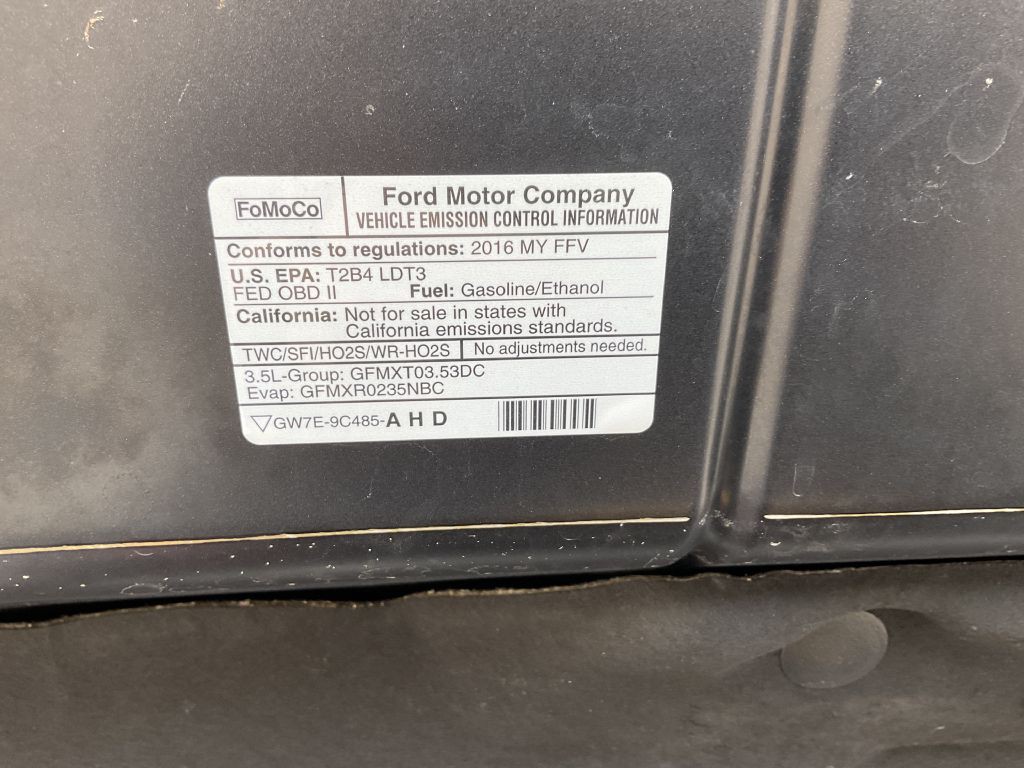 FoMoCo
Ford Motor Company
VEHICLE EMISSION CONTROL INFORMATION
Conforms to regulations: 2016 MY FFV
U.S. EPA: T2B4 LDT3
FED OBD II Fuel: Gasoline/Ethanol
California: Not for sale in states with
California emissions standards.
TWC/SFI/HO2S/WR-HO2S No adjustments needed.
3.5L-Group: GFMXT03.53DC
Evap: GFMXR0235NBC
GW7E-9C485-A H D